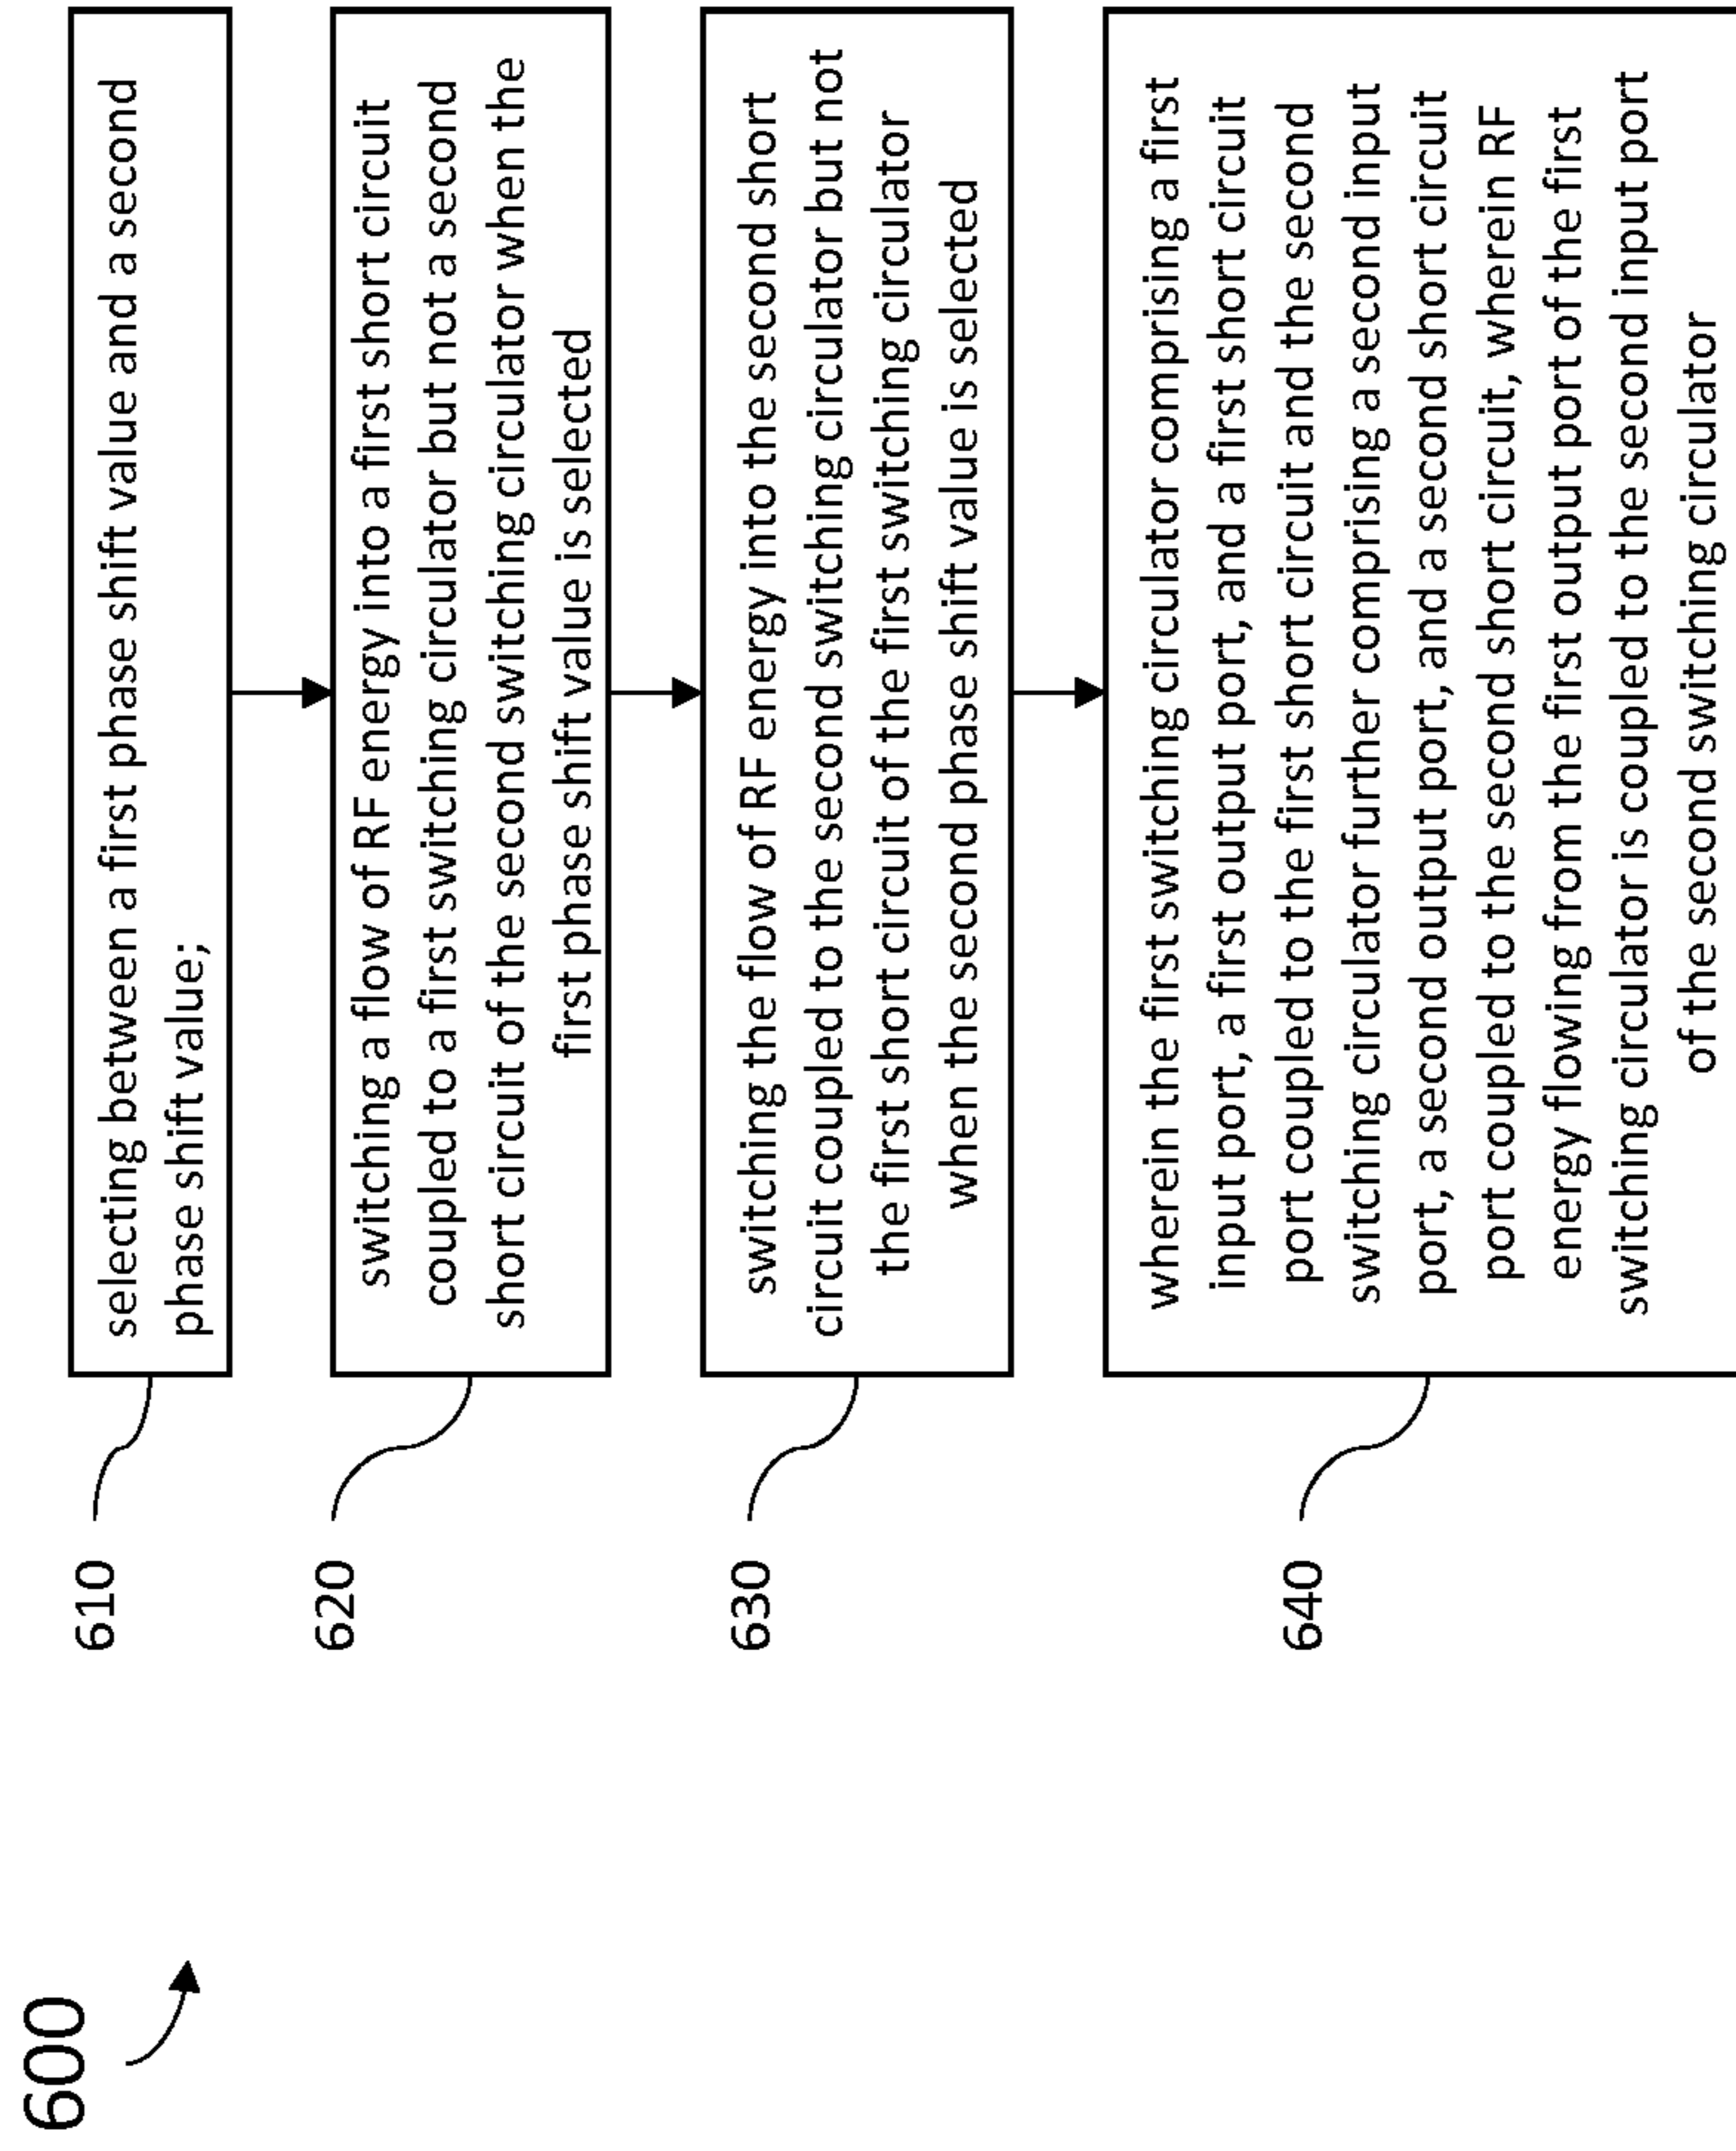 600
610
selecting between a first phase shift value and a second
phase shift value;
620
switching a flow of RF energy into a first short circuit
coupled to a first switching circulator but not a second
short circuit of the second switching circulator when the
first phase shift value is selected
630
switching the flow of RF energy into the second short
circuit coupled to the second switching circulator but not
the first short circuit of the first switching circulator
when the second phase shift value is selected
640
wherein the first switching circulator comprising a first
input port, a first output port, and a first short circuit
port coupled to the first short circuit and the second
switching circulator further comprising a second input
port, a second output port, and a second short circuit
port coupled to the second short circuit, wherein RF
energy flowing from the first output port of the first
switching circulator is coupled to the second input port
of the second switching circulator